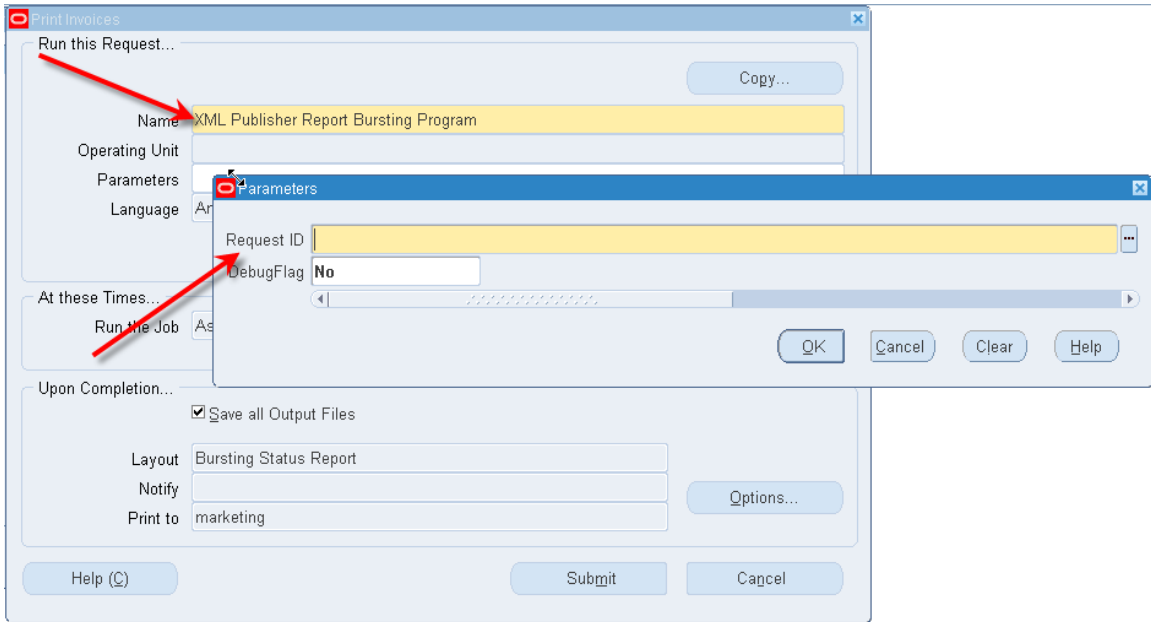 Print Invoices
Run this Request...
Copy...
Name XML Publisher Report Bursting Program
Operating Unit
Parameters
Parameters
Language
Request ID
DebugFlag No
At these Times...
Run the Job As
OK Cancel Clear Help
Upon Completion...
Save all Output Files
Layout Bursting Status Report
Notify
Options...
Print to marketing
Help (C) Submit Cancel